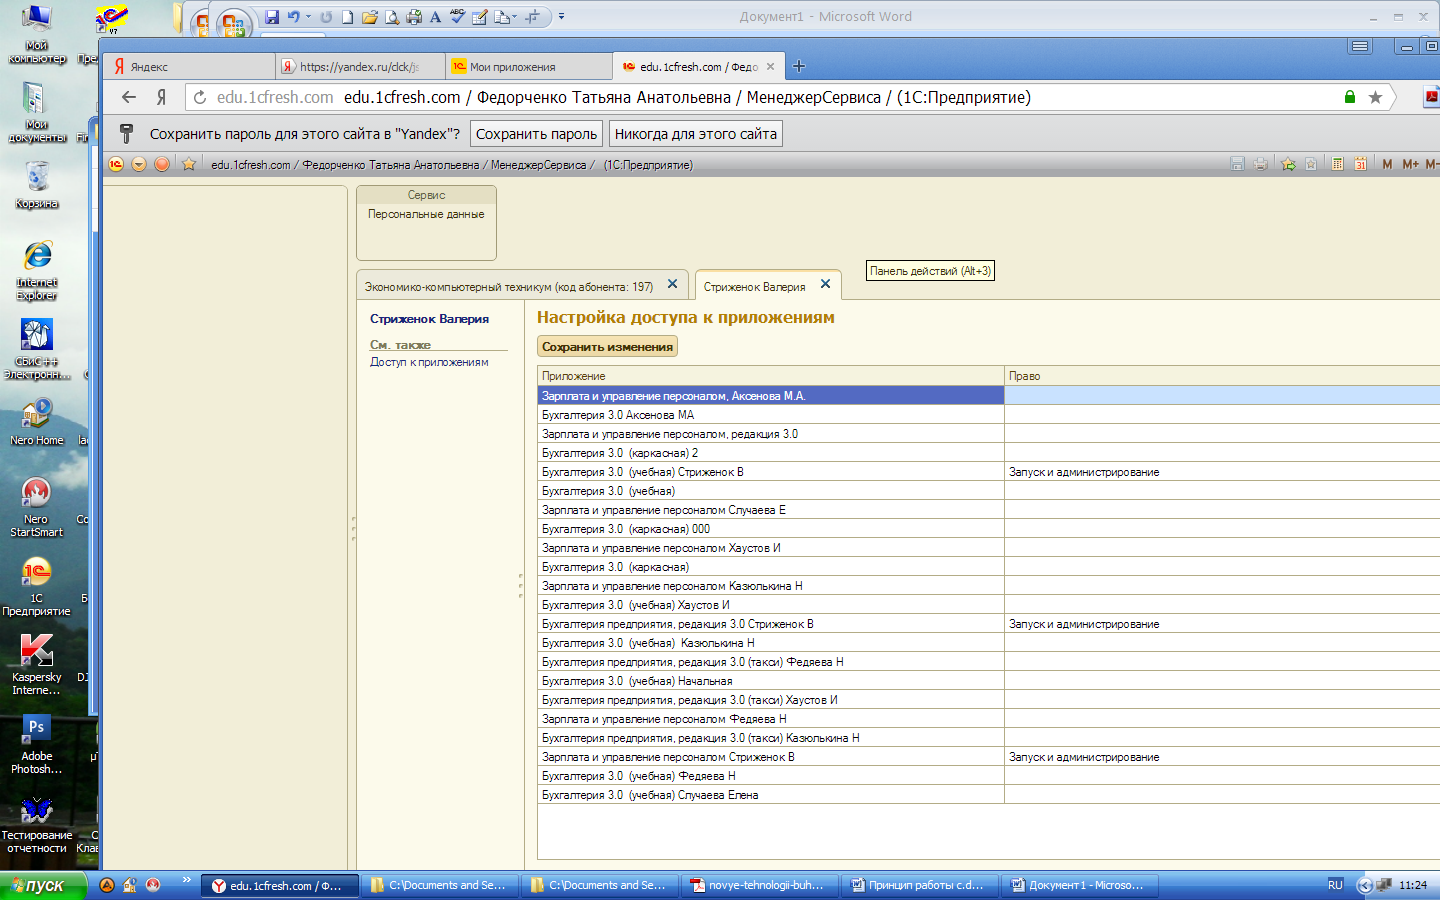 Документ1 - Microsoft Word
Мой
компьютер
Мои
документы
Корзина
Internet
Explorer
СБиС++
Электронн...
Nero Home
Nero
StartSmart
1С
Предприятие
Kaspersky
Interne...
Adobe
Photosh...
Тестирование
отчетности
Яндекс
https://yandex.ru/clck/js
Мои приложения
edu.1cfresh.com / Федо
edu.1cfresh.com edu.1cfresh.com / Федорченко Татьяна Анатольевна / МенеджерСервиса / (1С:Предприятие)
Сохранить пароль для этого сайта в "Yandex"? Сохранить пароль Никогда для этого сайта
edu.1cfresh.com / Федорченко Татьяна Анатольевна / МенеджерСервиса / (1С:Предприятие) M M+ M-
Сервис
Персональные данные
Панель действий (Alt+3)
Экономико-компьютерный техникум (код абонента: 197)
Стриженок Валерия
Стриженок Валерия
См. также
Доступ к приложениям
Настройка доступа к приложениям
Сохранить изменения
Приложение Право
Зарплата и управление персоналом, Аксенова М.А.
Бухгалтерия 3.0 Аксенова МА
Зарплата и управление персоналом, редакция 3.0
Бухгалтерия 3.0 (каркасная) 2
Бухгалтерия 3.0 (учебная) Стриженок В Запуск и администрирование
Бухгалтерия 3.0 (учебная)
Зарплата и управление персоналом Случаева Е
Бухгалтерия 3.0 (каркасная) 000
Зарплата и управление персоналом Хаустов И
Бухгалтерия 3.0 (каркасная)
Зарплата и управление персоналом Казюлькина Н
Бухгалтерия 3.0 (учебная) Хаустов И
Бухгалтерия предприятия, редакция 3.0 Стриженок В Запуск и администрирование
Бухгалтерия 3.0 (учебная) Казюлькина Н
Бухгалтерия предприятия, редакция 3.0 (такси) Федяева Н
Бухгалтерия 3.0 (учебная) Начальная
Бухгалтерия предприятия, редакция 3.0 (такси) Хаустов И
Зарплата и управление персоналом Федяева Н
Бухгалтерия предприятия, редакция 3.0 (такси) Казюлькина Н
Зарплата и управление персоналом Стриженок В Запуск и администрирование
Бухгалтерия 3.0 (учебная) Федяева Н
Бухгалтерия 3.0 (учебная) Случаева Елена
пуск
edu.1cfresh.com / Ф...
C:\Documents and Se...
C:\Documents and Se...
novye-tehnologii-buh...
Принцип работы с.d...
Документ1 - Microso...
RU
11:24